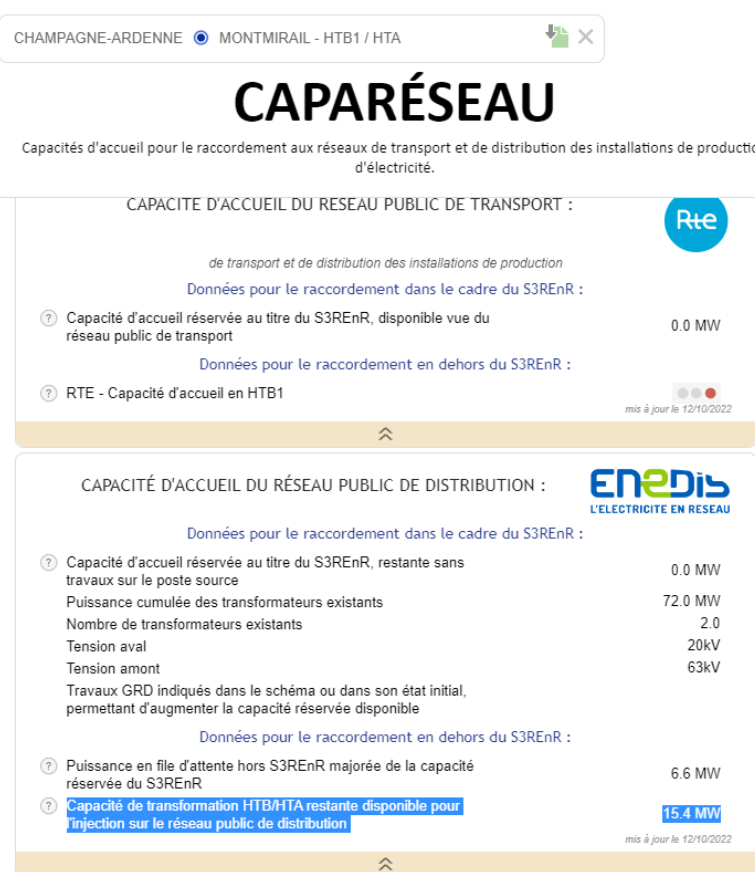 CHAMPAGNE-ARDENNE MONTMIRAIL - HTB1 / HTA
CAPARÉSEAU
Capacités d'accueil pour le raccordement aux réseaux de transport et de distribution des installations de productio
d'électricité.
CAPACITÉ D'ACCUEIL DU RÉSEAU PUBLIC DE TRANSPORT :
Rte
de transport et de distribution des installations de production
Données pour le raccordement dans le cadre du S3REnR :
? Capacité d'accueil réservée au titre du S3REnR, disponible vue du
réseau public de transport
0.0 MW
Données pour le raccordement en dehors du S3REnR :
? RTE - Capacité d'accueil en HTB1
mis à jour le 12/10/2022
CAPACITÉ D'ACCUEIL DU RÉSEAU PUBLIC DE DISTRIBUTION :
ENEDIS
L'ELECTRICITE EN RESEAU
Données pour le raccordement dans le cadre du S3REnR :
? Capacité d'accueil réservée au titre du S3REnR, restante sans
travaux sur le poste source
0.0 MW
Puissance cumulée des transformateurs existants 72.0 MW
Nombre de transformateurs existants 2.0
Tension aval 20kV
Tension amont 63kV
Travaux GRD indiqués dans le schéma ou dans son état initial,
permettant d'augmenter la capacité réservée disponible
Données pour le raccordement en dehors du S3REnR :
? Puissance en file d'attente hors S3REnR majorée de la capacité
réservée du S3REnR
6.6 MW
? Capacité de transformation HTB/HTA restante disponible pour
l'injection sur le réseau public de distribution
15.4 MW
mis à jour le 12/10/2022